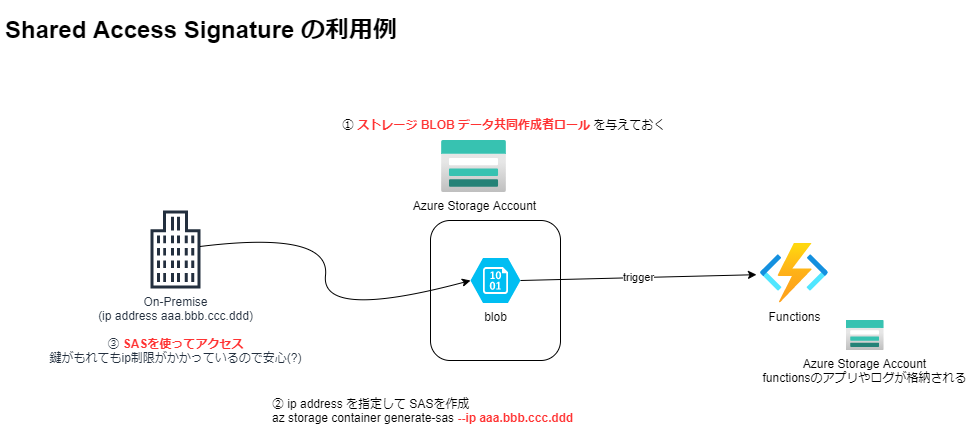 Shared Access Signature の利用例
① ストレージ BLOB データ共同作成者ロール を与えておく
Azure Storage Account
On-Premise
(ip address aaa.bbb.ccc.ddd)
③ SASを使ってアクセス
鍵がもれてもip制限がかかっているので安心(?)
10
01
blob
trigger
Functions
Azure Storage Account
functionsのアプリやログが格納される
② ip address を指定して SASを作成
az storage container generate-sas --ip aaa.bbb.ccc.ddd